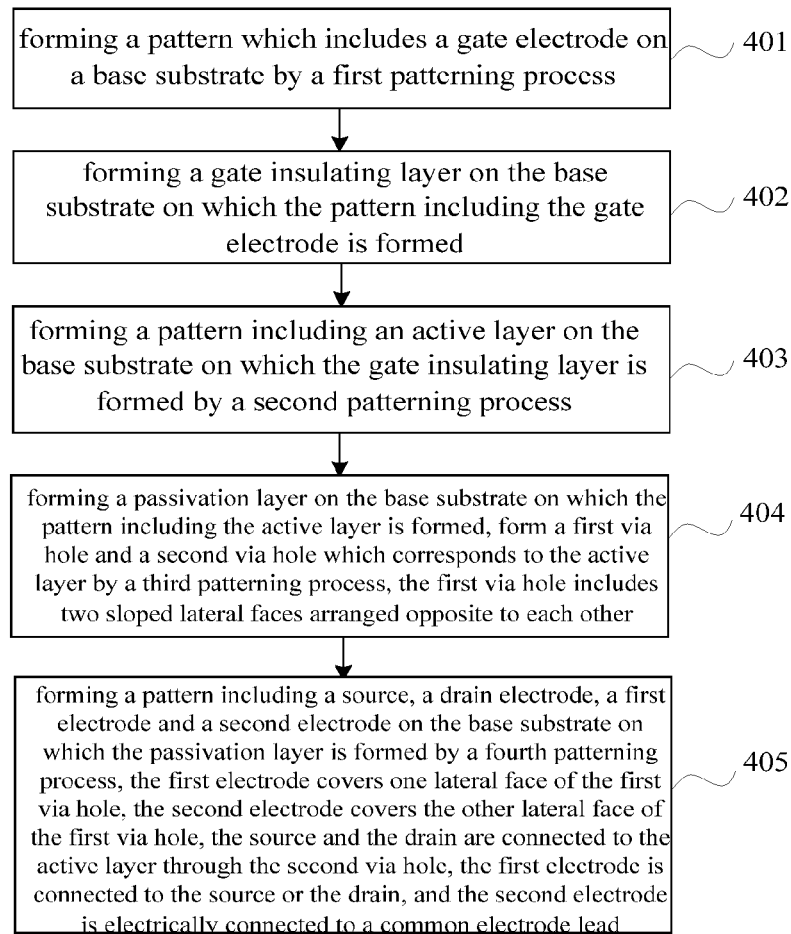 forming a pattern which includes a gate electrode on
a base substrate by a first patterning process
401
forming a gate insulating layer on the base
substrate on which the pattern including the gate
electrode is formed
402
forming a pattern including an active layer on the
base substrate on which the gate insulating layer is
formed by a second patterning process
403
forming a passivation layer on the base substrate on which the
pattern including the active layer is formed, form a first via
hole and a second via hole which corresponds to the active
layer by a third patterning process, the first via hole includes
two sloped lateral faces arranged opposite to each other
404
forming a pattern including a source, a drain electrode, a first
electrode and a second electrode on the base substrate on
which the passivation layer is formed by a fourth patterning
process, the first electrode covers one lateral face of the first
via hole, the second electrode covers the other lateral face of
the first via hole, the source and the drain are connected to the
active layer through the second via hole, the first electrode is
connected to the source or the drain, and the second electrode
is electrically connected to a common electrode lead
405